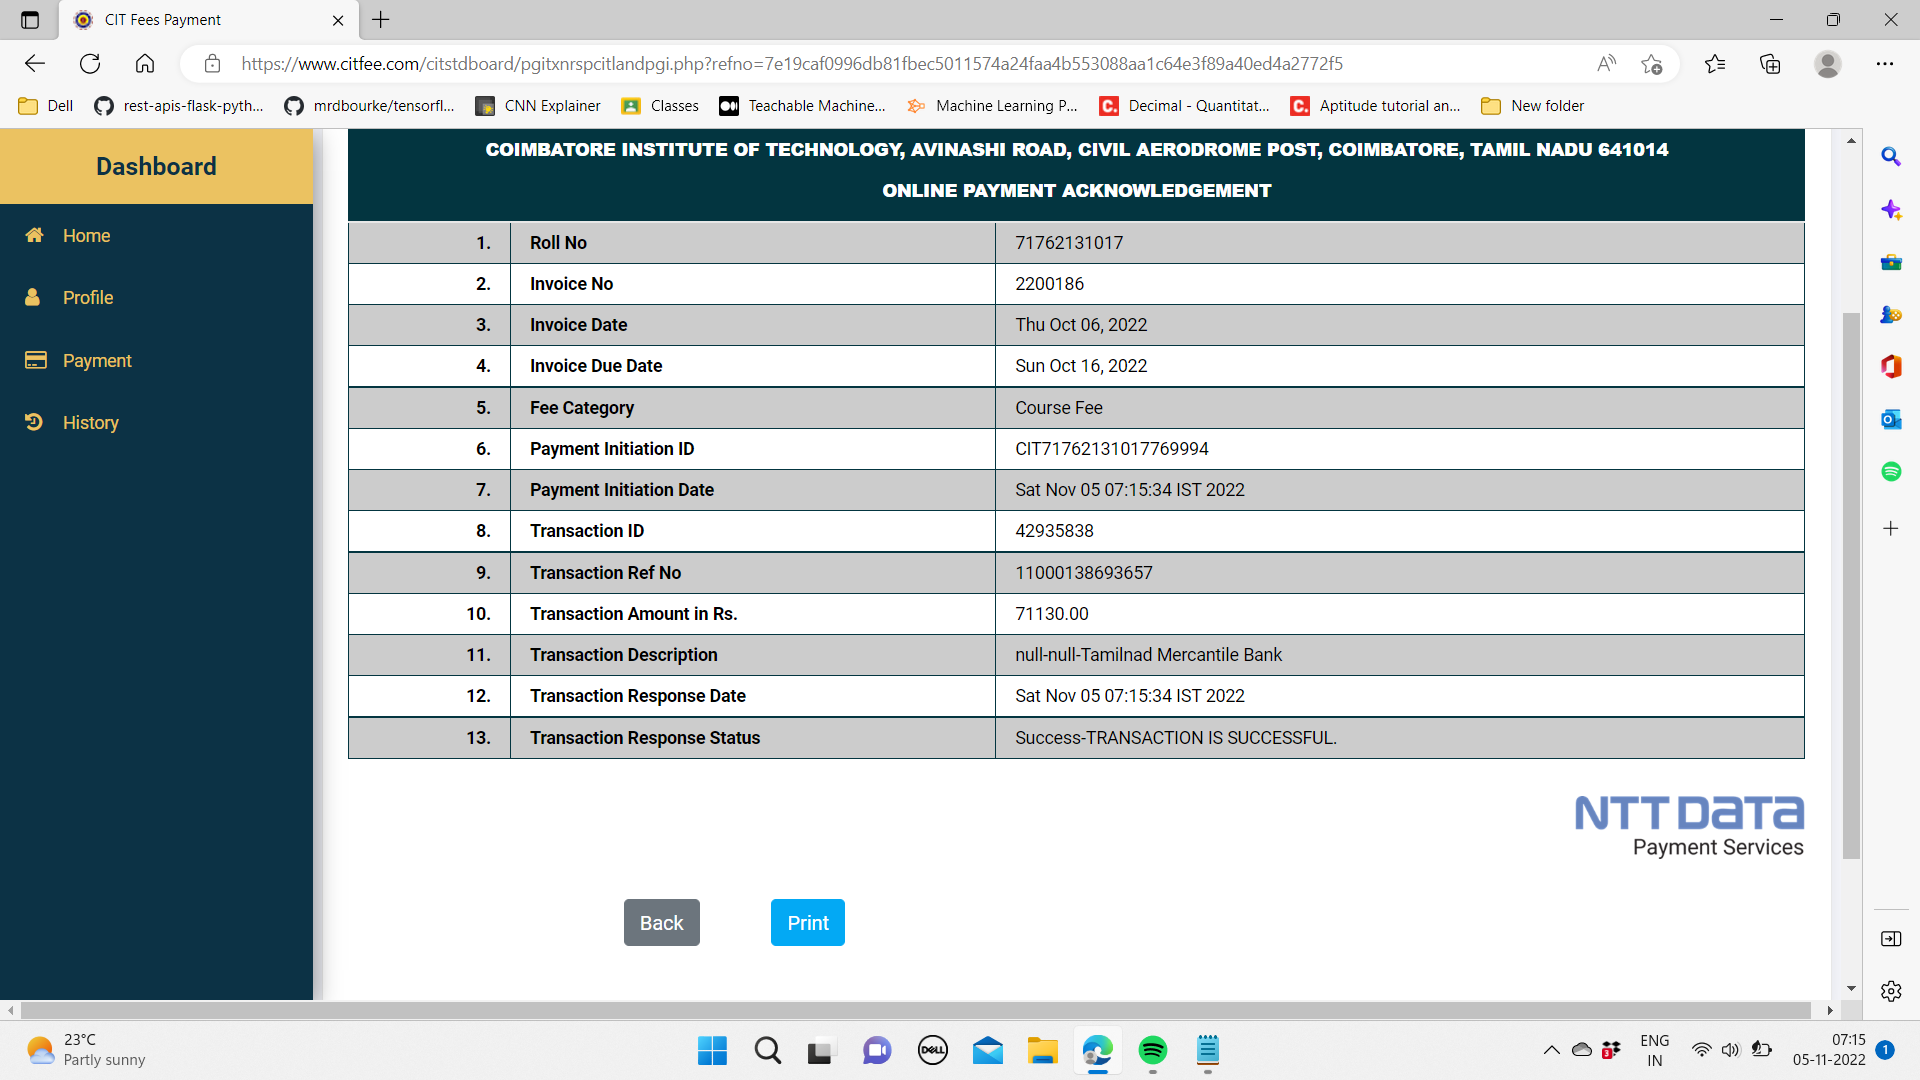 CIT Fees Payment
https://www.citfee.com/citstdboard/pgitxnrspcitlandpgi.php?refno=7e19caf0996db81fbec5011574a24faa4b553088aa1c64e3f89a40ed4a2772f5
Dell rest-apis-flask-pyth... mrdbourke/tensorfl... CNN Explainer Classes Teachable Machine... Machine Learning P... Decimal - Quantitat... Aptitude tutorial an... New folder
Dashboard
Home
Profile
Payment
History
COIMBATORE INSTITUTE OF TECHNOLOGY, AVINASHI ROAD, CIVIL AERODROME POST, COIMBATORE, TAMIL NADU 641014
ONLINE PAYMENT ACKNOWLEDGEMENT
1. Roll No 71762131017
2. Invoice No 2200186
3. Invoice Date Thu Oct 06, 2022
4. Invoice Due Date Sun Oct 16, 2022
5. Fee Category Course Fee
6. Payment Initiation ID CIT71762131017769994
7. Payment Initiation Date Sat Nov 05 07:15:34 IST 2022
8. Transaction ID 42935838
9. Transaction Ref No 11000138693657
10. Transaction Amount in Rs. 71130.00
11. Transaction Description null-null-Tamilnad Mercantile Bank
12. Transaction Response Date Sat Nov 05 07:15:34 IST 2022
13. Transaction Response Status Success-TRANSACTION IS SUCCESSFUL.
NTT DATA
Payment Services
Back Print
23°C
Partly sunny
DELL
3
ENG
IN
07:15
05-11-2022
1